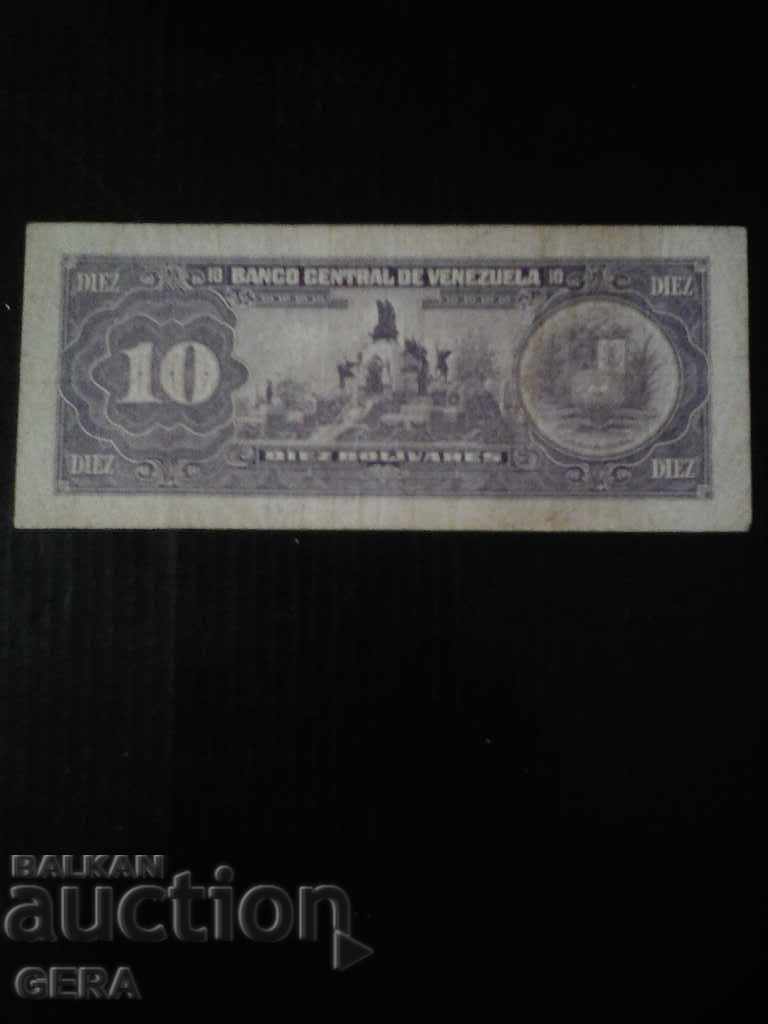 DIEZ 10 BANCO CENTRAL DE VENEZUELA 10 DIEZ
10
DIEZ DIEZ BOLIVARES DIEZ
BALKAN
auction
GERA